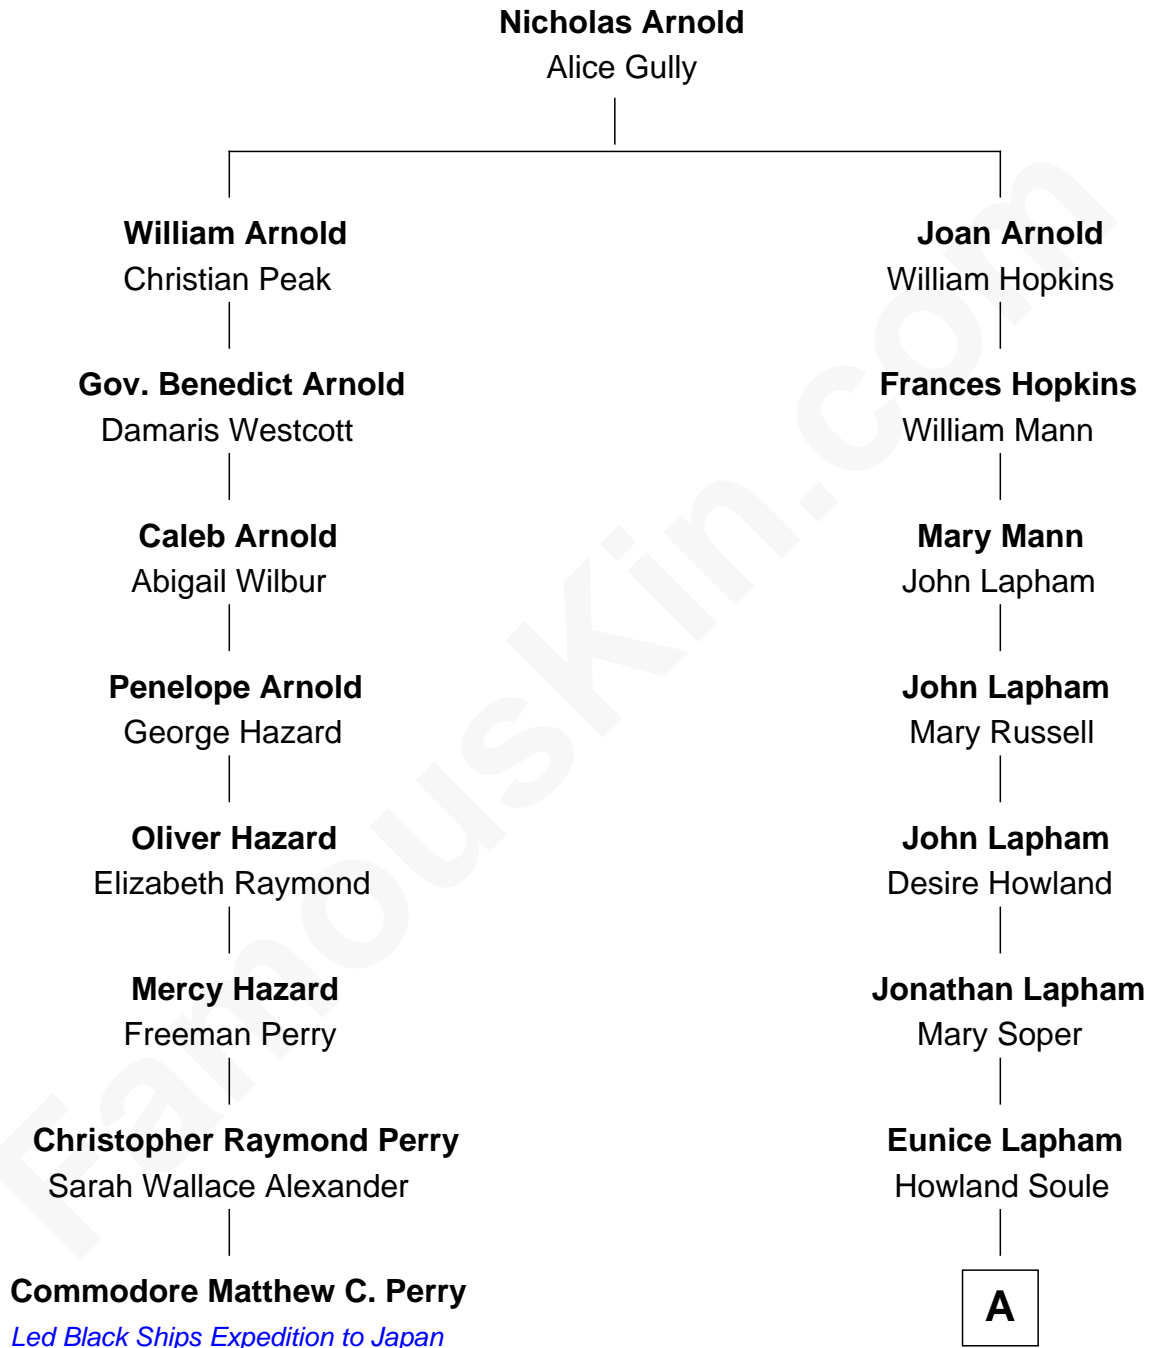 Nicholas Arnold
Alice Gully
William Arnold
Christian Peak
Joan Arnold
William Hopkins
Gov. Benedict Arnold
Damaris Westcott
Frances Hopkins
William Mann
Caleb Arnold
Abigail Wilbur
Mary Mann
John Lapham
Penelope Arnold
George Hazard
John Lapham
Mary Russell
Oliver Hazard
Elizabeth Raymond
John Lapham
Desire Howland
Mercy Hazard
Freeman Perry
Jonathan Lapham
Mary Soper
Christopher Raymond Perry
Sarah Wallace Alexander
Eunice Lapham
Howland Soule
Commodore Matthew C. Perry
Led Black Ships Expedition to Japan
A
FamousKin.com